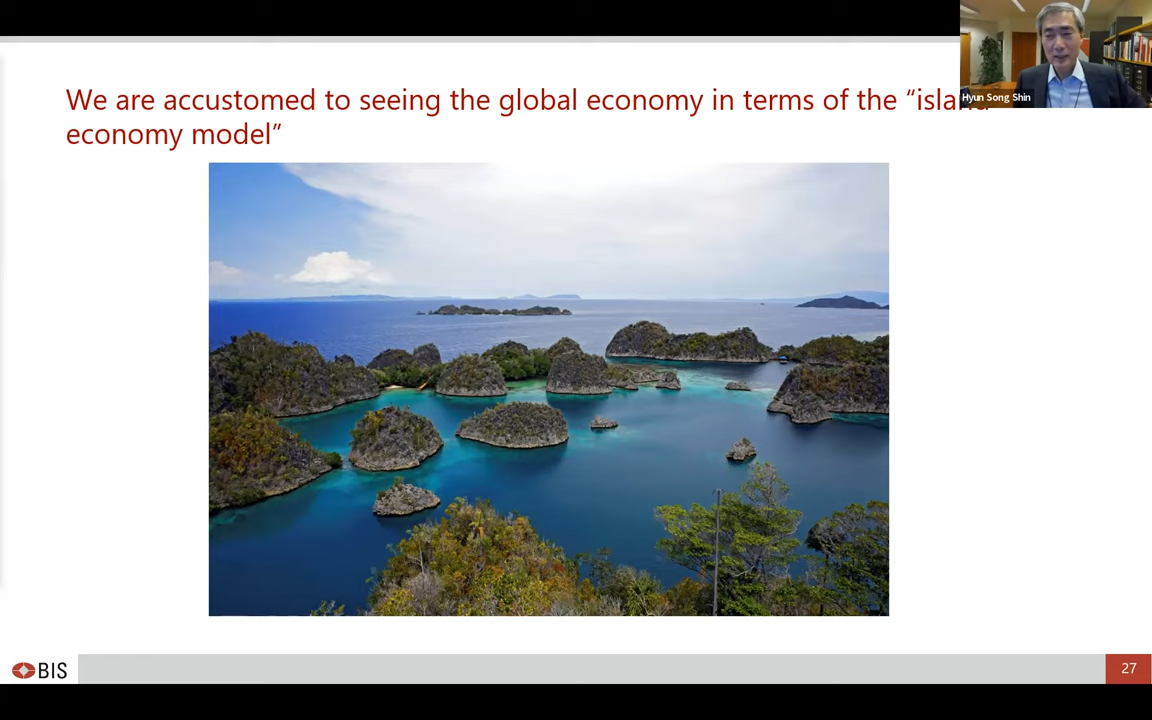 We are accustomed to seeing the global economy in terms of the “island
economy model”
Hyun Song Shin
BIS
27